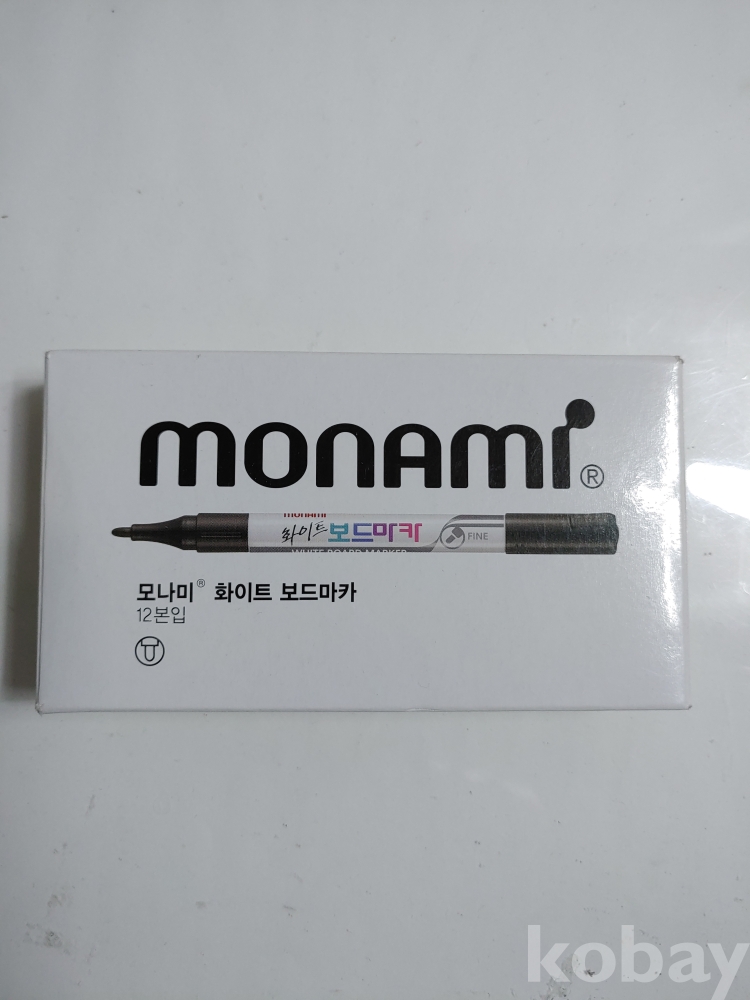 monami®
monami
화이트 보드마카
WHITE BOARD MARKER
FINE
모나미® 화이트 보드마카
12본입
kobay